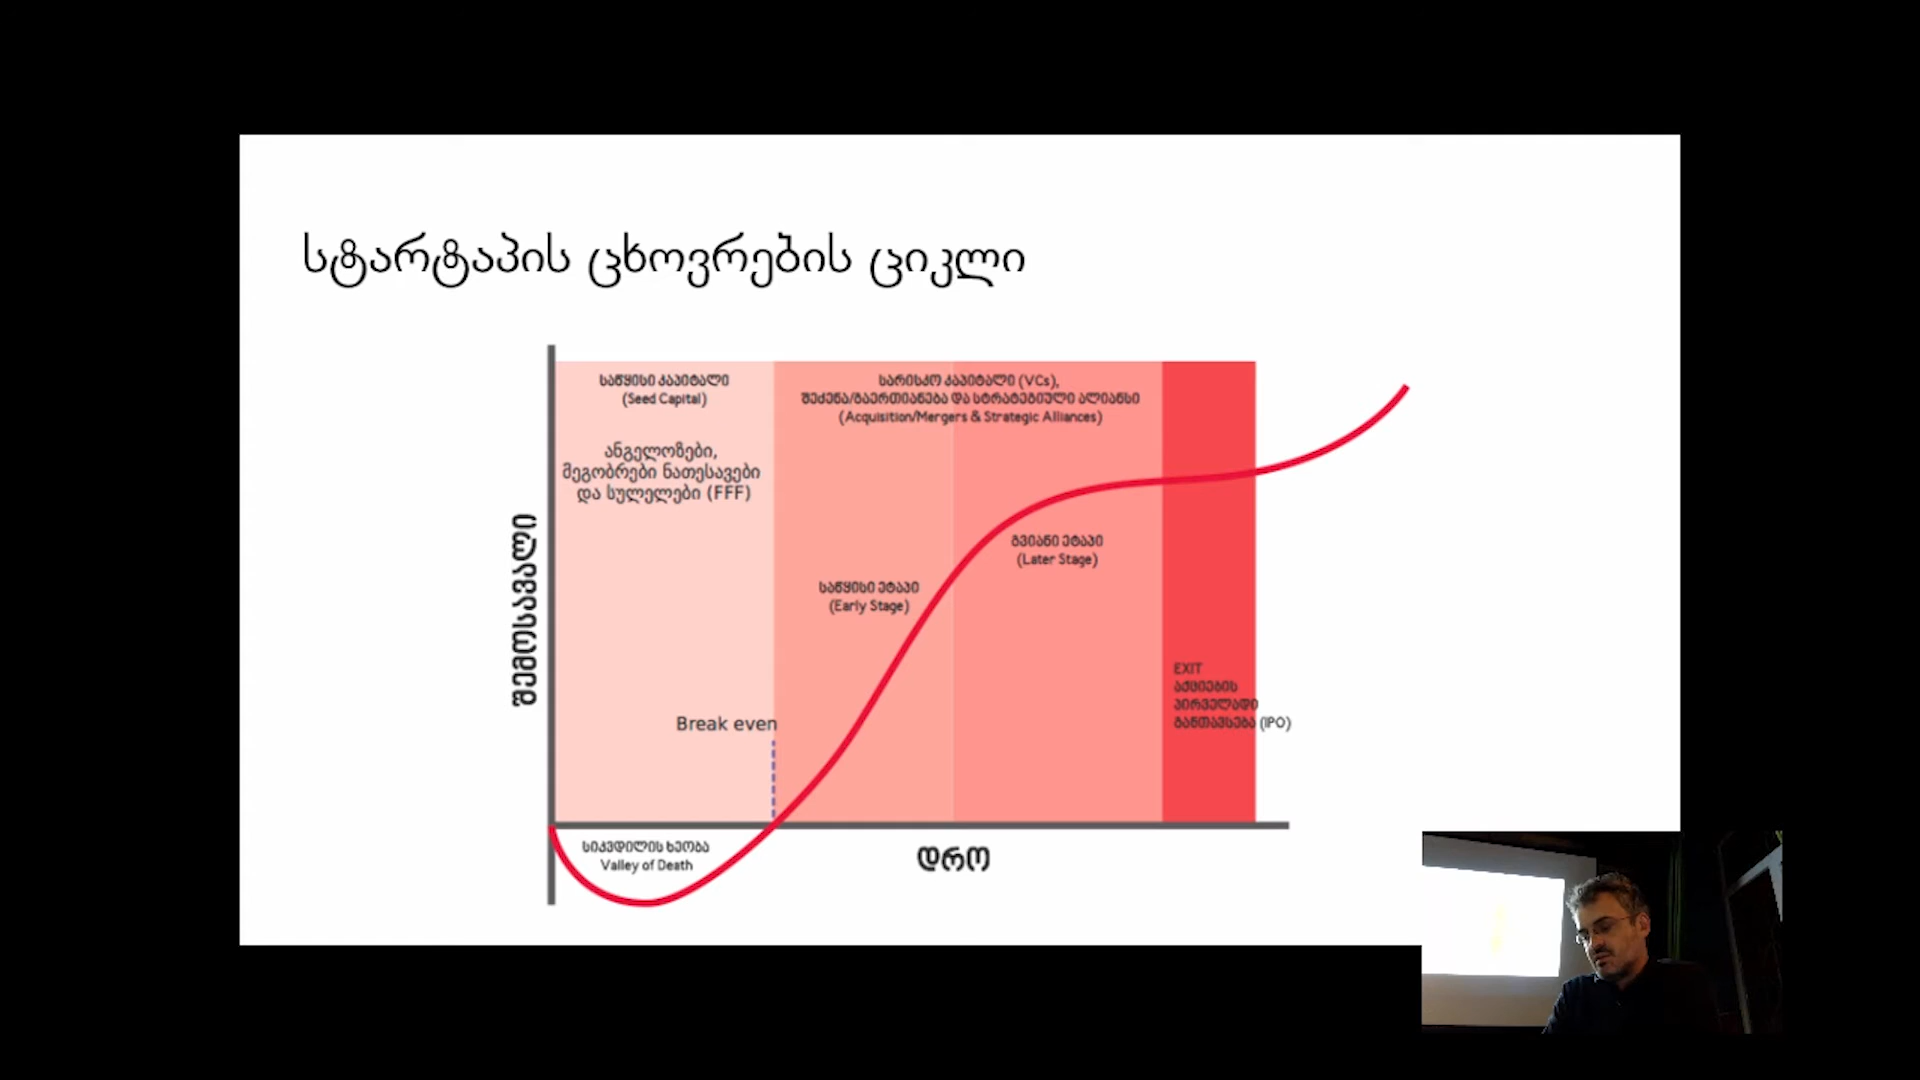 სტარტაპის ცხოვრების ციკლი
საწყისი კაპიტალი
(Seed Capital)
ანგელოზები,
მეგობრები ნათესავები
და სულელები (FFF)
სარისკო კაპიტალი (VCs),
შეძენა/გაერთიანება და სტრატეგიული ალიანსი
(Acquisition/Mergers & Strategic Alliances)
შემოსავალი
გვიანი ეტაპი
(Later Stage)
საწყისი ეტაპი
(Early Stage)
EXIT
აქციების
პირველადი
განთავსება (IPO)
Break even
სიკვდილის ხეობა
Valley of Death
დრო